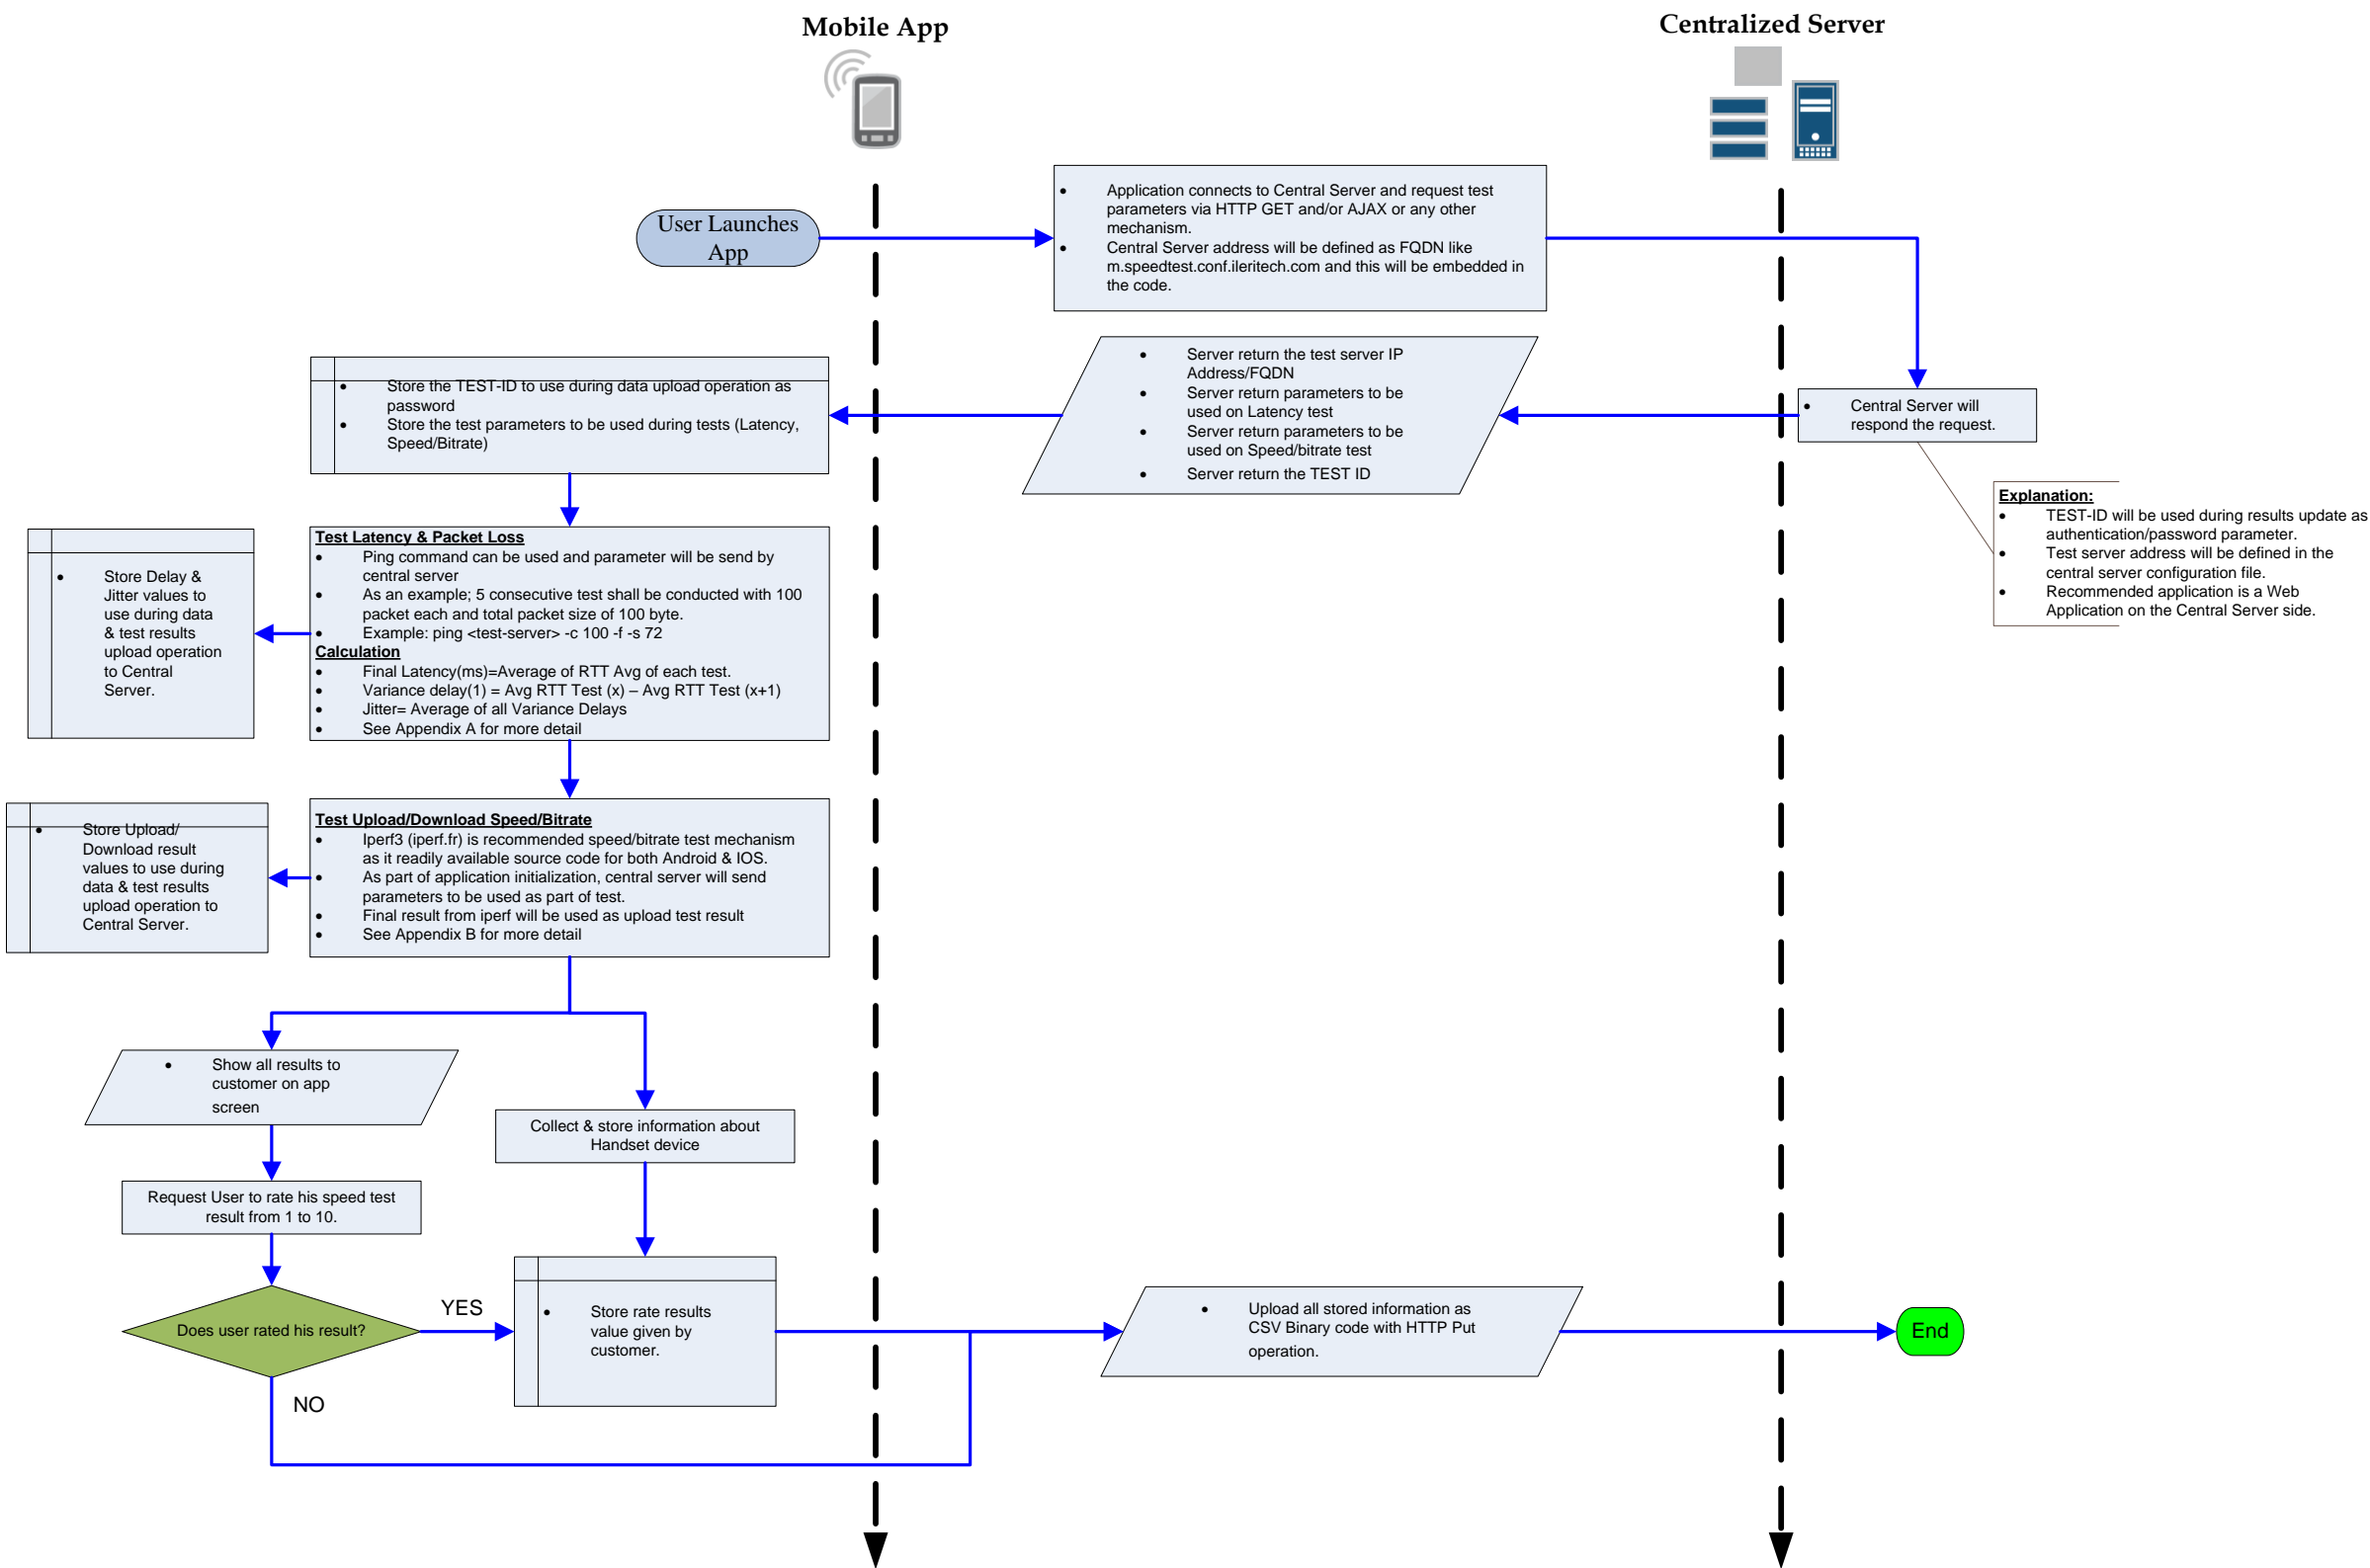 Mobile App
Centralized Server
User Launches
App
• Application connects to Central Server and request test
parameters via HTTP GET and/or AJAX or any other
mechanism.
• Central Server address will be defined as FQDN like
m.speedtest.conf.ileritech.com and this will be embedded in
the code.
• Server return the test server IP
Address/FQDN
• Server return parameters to be
used on Latency test
• Server return parameters to be
used on Speed/bitrate test
• Server return the TEST ID
• Central Server will
respond the request.
• Store the TEST-ID to use during data upload operation as
password
• Store the test parameters to be used during tests (Latency,
Speed/Bitrate)
Explanation:
• TEST-ID will be used during results update as
authentication/password parameter.
• Test server address will be defined in the
central server configuration file.
• Recommended application is a Web
Application on the Central Server side.
Test Latency & Packet Loss
• Ping command can be used and parameter will be send by
central server
• As an example; 5 consecutive test shall be conducted with 100
packet each and total packet size of 100 byte.
• Example: ping <test-server> -c 100 -f -s 72
Calculation
• Final Latency(ms)=Average of RTT Avg of each test.
• Variance delay(1) = Avg RTT Test (x) – Avg RTT Test (x+1)
• Jitter= Average of all Variance Delays
• See Appendix A for more detail
• Store Delay &
Jitter values to
use during data
& test results
upload operation
to Central
Server.
Test Upload/Download Speed/Bitrate
• Iperf3 (iperf.fr) is recommended speed/bitrate test mechanism
as it readily available source code for both Android & IOS.
• As part of application initialization, central server will send
parameters to be used as part of test.
• Final result from iperf will be used as upload test result
• See Appendix B for more detail
• Store Upload/
Download result
values to use during
data & test results
upload operation to
Central Server.
• Show all results to
customer on app
screen
Collect & store information about
Handset device
Request User to rate his speed test
result from 1 to 10.
Does user rated his result?
YES
NO
• Store rate results
value given by
customer.
• Upload all stored information as
CSV Binary code with HTTP Put
operation.
End